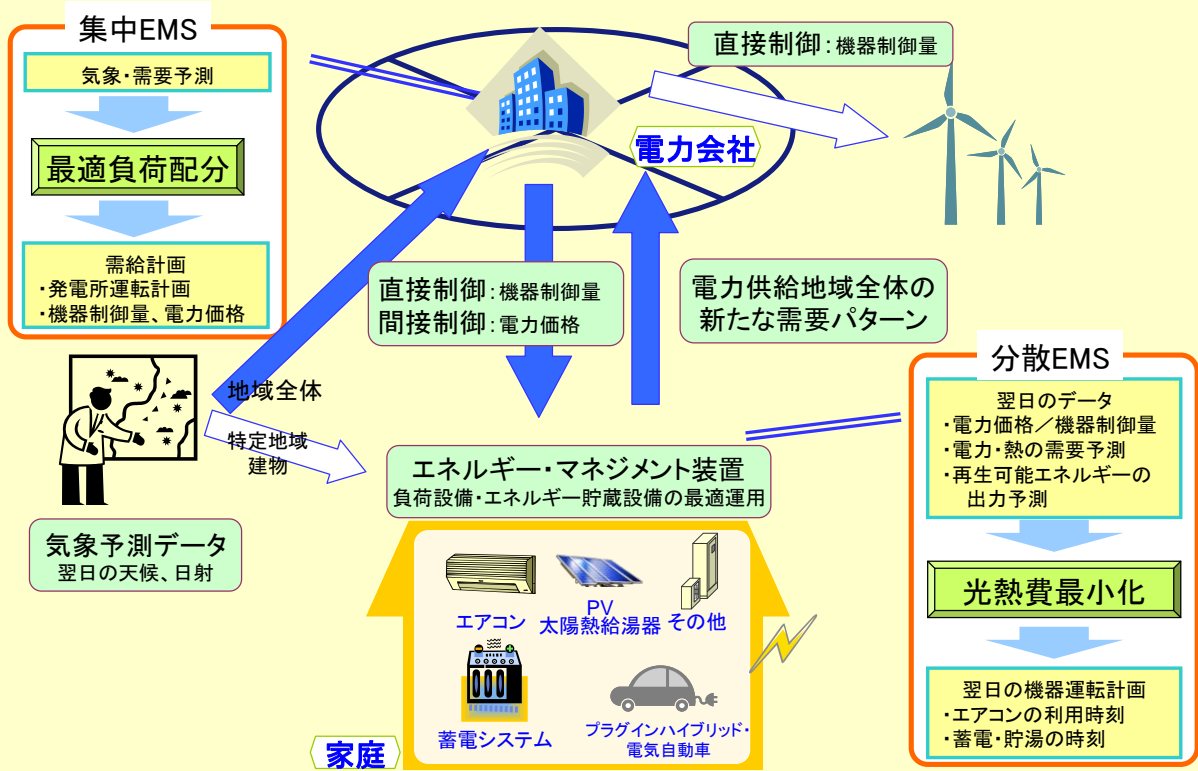 集中EMS
気象・需要予測
最適負荷配分
需給計画
・発電所運転計画
・機器制御量、電力価格
直接制御：機器制御量
電力会社
直接制御：機器制御量
間接制御：電力価格
電力供給地域全体の
新たな需要パターン
地域全体
特定地域
建物
気象予測データ
翌日の天候、日射
エネルギー・マネジメント装置
負荷設備・エネルギー貯蔵設備の最適運用
エアコン
PV
太陽熱給湯器
その他
蓄電システム
プラグインハイブリッド・
電気自動車
家庭
分散EMS
翌日のデータ
・電力価格／機器制御量
・電力・熱の需要予測
・再生可能エネルギーの
出力予測
光熱費最小化
翌日の機器運転計画
・エアコンの利用時刻
・蓄電・貯湯の時刻